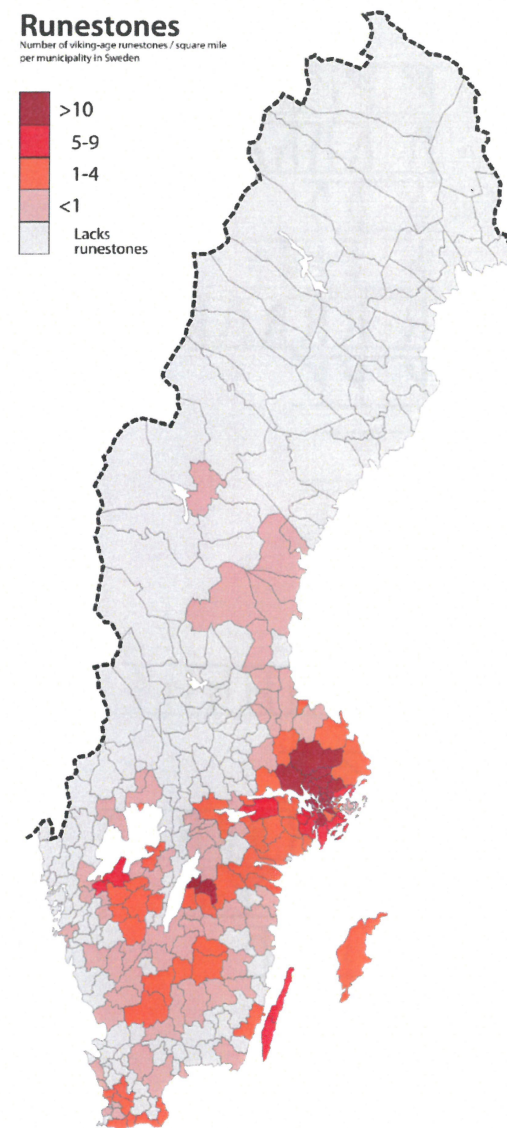 Runestones
Number of viking-age runestones / square mile
per municipality in Sweden
>10
5-9
1-4
<1
Lacks
runestones